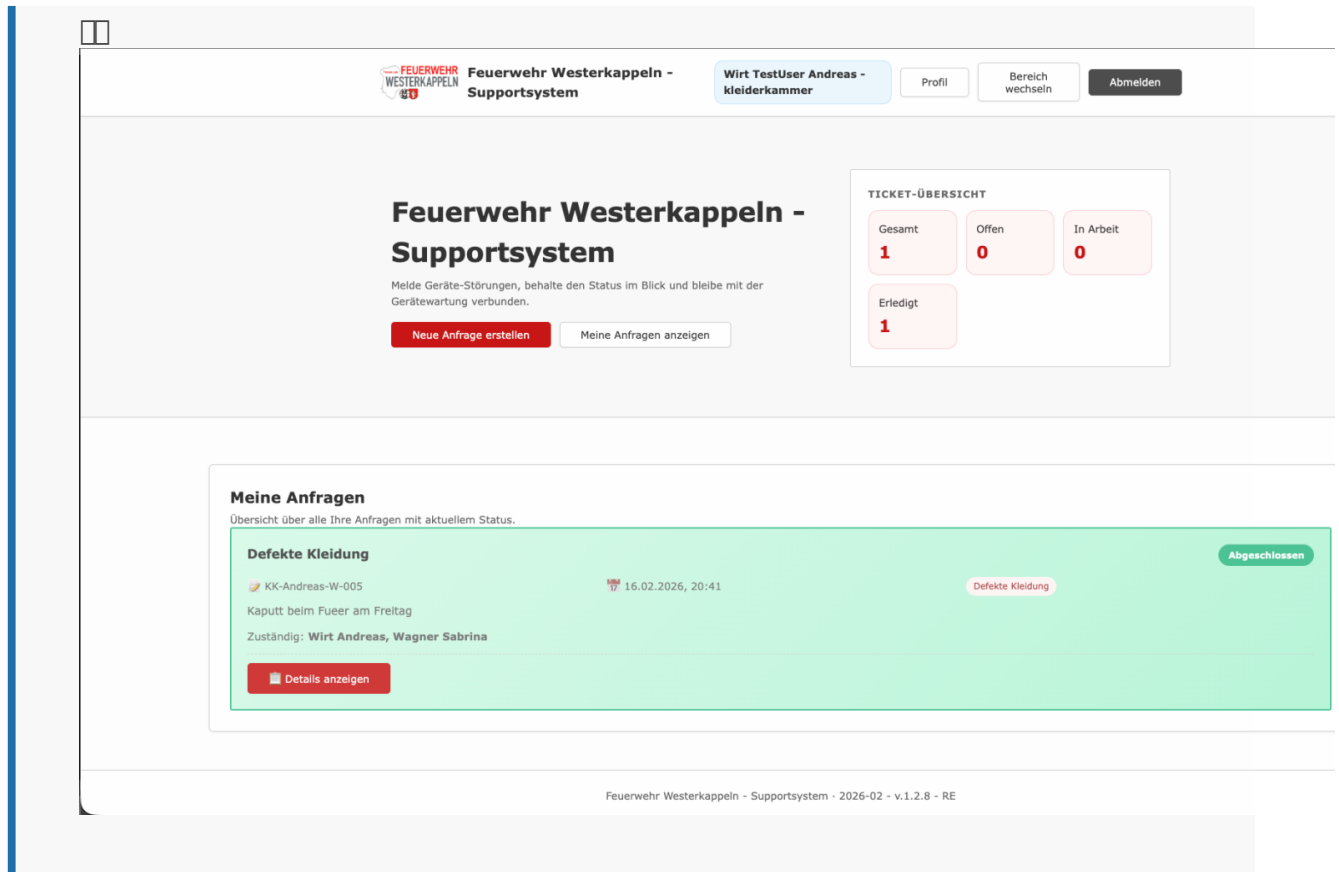 FEUERWEHR
WESTERKAPPELN
Feuerwehr Westerkappeln -
Supportsystem
Wirt TestUser Andreas -
kleiderkammer
Profil
Bereich
wechseln
Abmelden
Feuerwehr Westerkappeln -
Supportsystem
Melde Geräte-Störungen, behalte den Status im Blick und bleibe mit der
Gerätewartung verbunden.
Neue Anfrage erstellen
Meine Anfragen anzeigen
TICKET-ÜBERSICHT
Gesamt
1
Offen
0
In Arbeit
0
Erledigt
1
Meine Anfragen
Übersicht über alle Ihre Anfragen mit aktuellem Status.
Defekte Kleidung
Abgeschlossen
KK-Andreas-W-005
16.02.2026, 20:41
Defekte Kleidung
Kaputt beim Fueer am Freitag
Zuständig: Wirt Andreas, Wagner Sabrina
Details anzeigen
Feuerwehr Westerkappeln - Supportsystem · 2026-02 - v.1.2.8 - RE